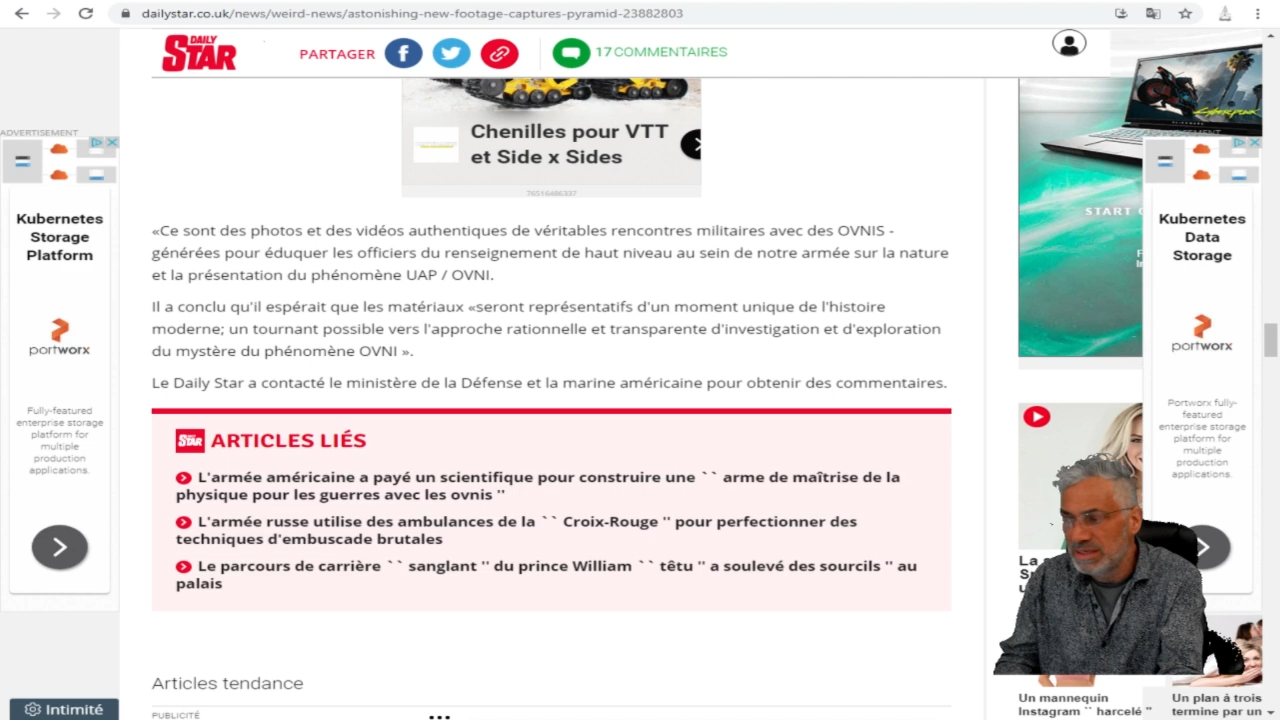 dailystar.co.uk/news/weird-news/astonishing-new-footage-captures-pyramid-23882803
DAILY
STAR
PARTAGER
17 COMMENTAIRES
ADVERTISEMENT
Kubernetes
Storage
Platform
portworx
Fully-featured
enterprise storage
platform for
multiple
production
applications.
Intimité
Chenilles pour VTT
et Side x Sides
76516486337
«Ce sont des photos et des vidéos authentiques de véritables rencontres militaires avec des OVNIS -
générées pour éduquer les officiers du renseignement de haut niveau au sein de notre armée sur la nature
et la présentation du phénomène UAP / OVNI.
Il a conclu qu'il espérait que les matériaux «seront représentatifs d'un moment unique de l'histoire
moderne; un tournant possible vers l'approche rationnelle et transparente d'investigation et d'exploration
du mystère du phénomène OVNI ».
Le Daily Star a contacté le ministère de la Défense et la marine américaine pour obtenir des commentaires.
STAR ARTICLES LIÉS
L'armée américaine a payé un scientifique pour construire une `` arme de maîtrise de la
physique pour les guerres avec les ovnis ''
L'armée russe utilise des ambulances de la `` Croix-Rouge '' pour perfectionner des
techniques d'embuscade brutales
Le parcours de carrière `` sanglant '' du prince William `` têtu '' a soulevé des sourcils '' au
palais
Articles tendance
PUBLICITÉ
START
Kubernetes
Data
Storage
portworx
Portworx fully-
featured
enterprise storage
platform for
multiple
production
applications.
La
Un mannequin
Instagram `` harcelé ''
Un plan à trois
termine par un